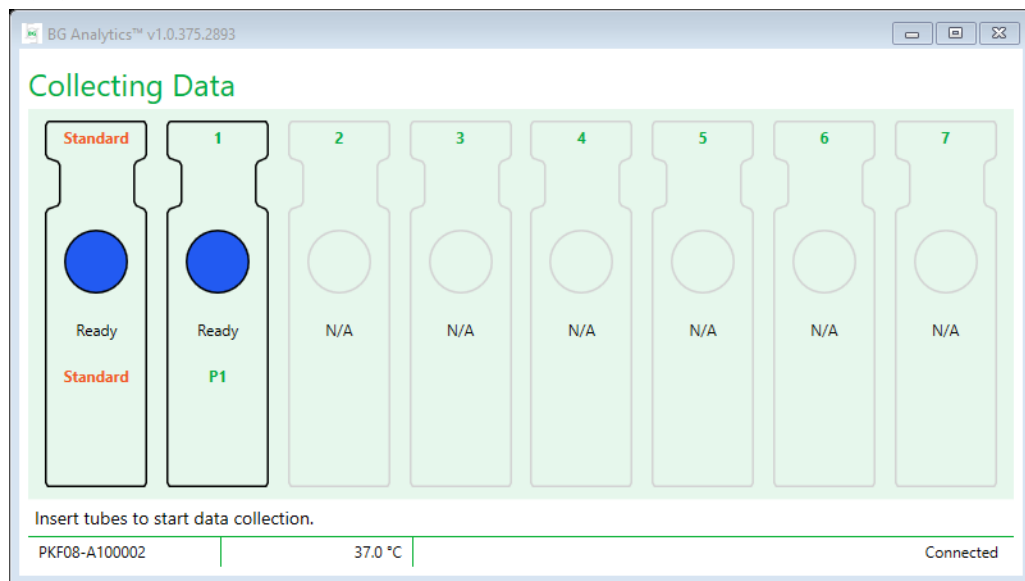 BG Analytics™ v1.0.375.2893
Collecting Data
Standard 1 2 3 4 5 6 7
Ready Ready N/A N/A N/A N/A N/A N/A
Standard P1
Insert tubes to start data collection.
PKF08-A100002 37.0 °C Connected